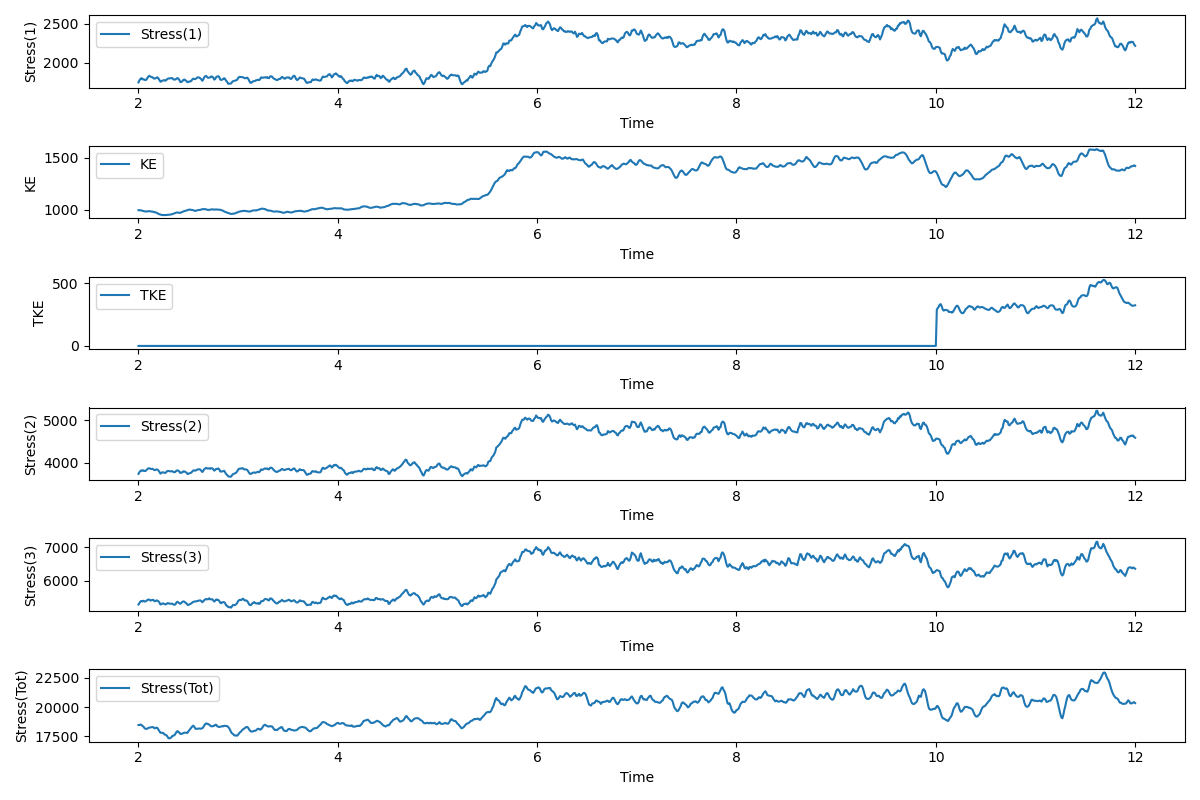 Stress(1)
2500
2000
Stress(1)
2 4 6 8 10 12
Time
KE
1500
1000
KE
2 4 6 8 10 12
Time
TKE
500
0
TKE
2 4 6 8 10 12
Time
Stress(2)
5000
4000
Stress(2)
2 4 6 8 10 12
Time
Stress(3)
7000
6000
Stress(3)
2 4 6 8 10 12
Time
Stress(Tot)
22500
20000
17500
Stress(Tot)
2 4 6 8 10 12
Time